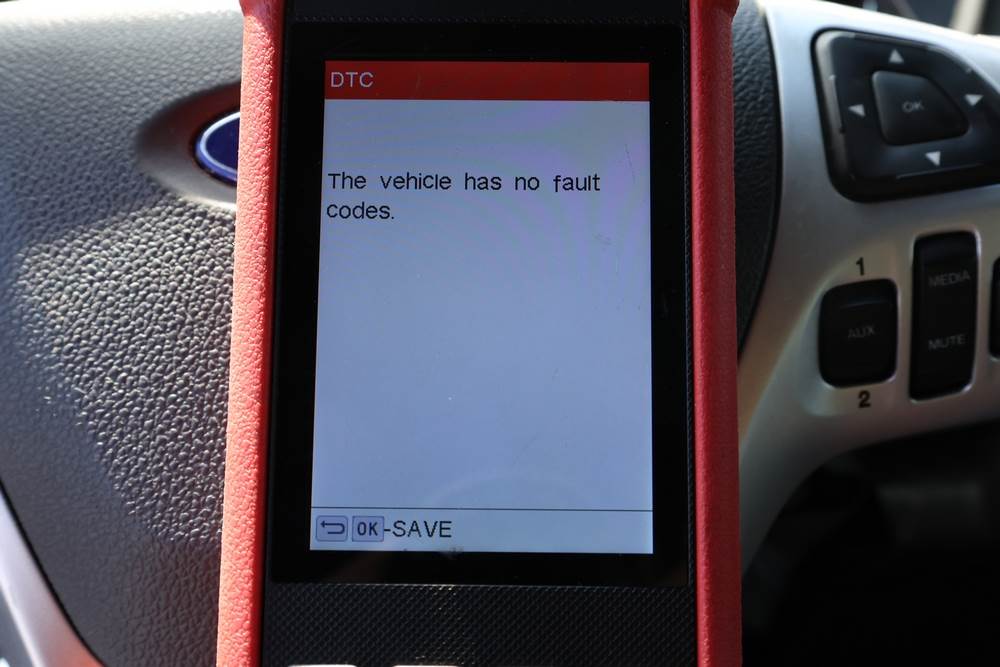 DTC
The vehicle has no fault
codes.
OK-SAVE
OK
1
AUX
2
MEDIA
MUTE